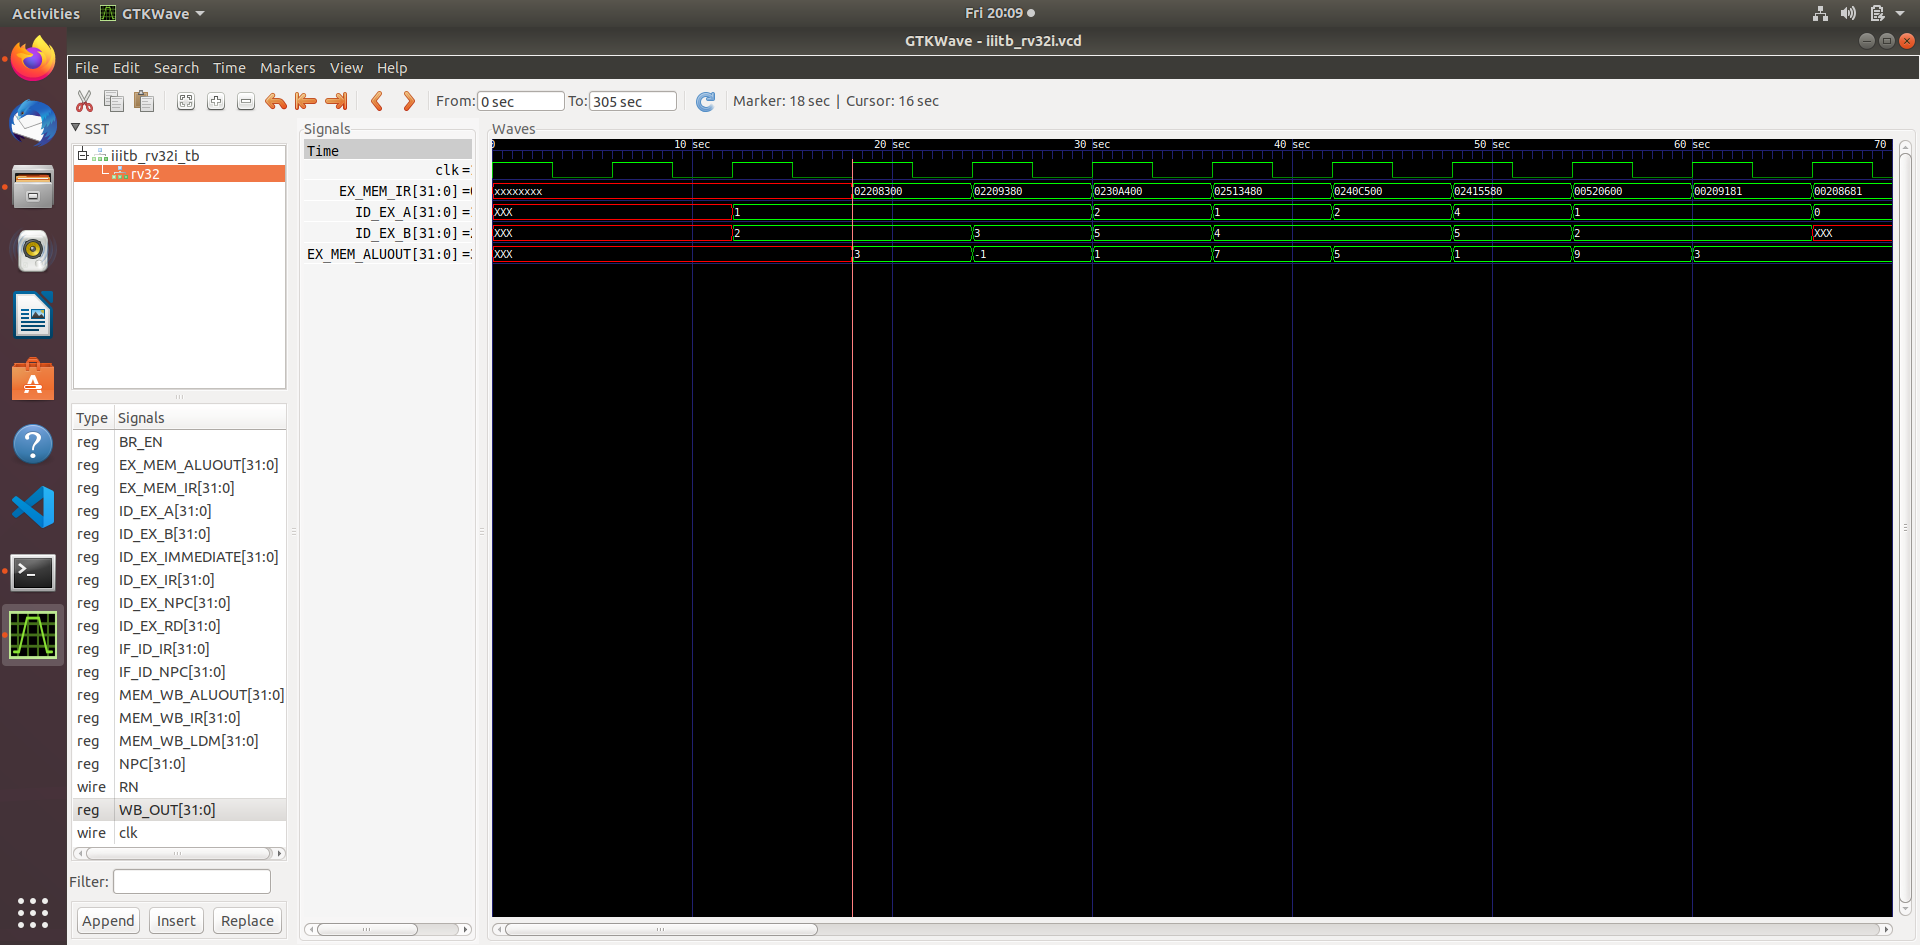 Activities GTKWave Fri 20:09
GTKWave - iiitb_rv32i.vcd
File Edit Search Time Markers View Help
From: 0 sec To: 305 sec Marker: 18 sec | Cursor: 16 sec
SST
iiitb_rv32i_tb
rv32
Type Signals
reg BR_EN
reg EX_MEM_ALUOUT[31:0]
reg EX_MEM_IR[31:0]
reg ID_EX_A[31:0]
reg ID_EX_B[31:0]
reg ID_EX_IMMEDIATE[31:0]
reg ID_EX_IR[31:0]
reg ID_EX_NPC[31:0]
reg ID_EX_RD[31:0]
reg IF_ID_IR[31:0]
reg IF_ID_NPC[31:0]
reg MEM_WB_ALUOUT[31:0]
reg MEM_WB_IR[31:0]
reg MEM_WB_LDM[31:0]
reg NPC[31:0]
wire RN
reg WB_OUT[31:0]
wire clk
Filter:
Append Insert Replace
Signals
Time
clk =
EX_MEM_IR[31:0] =
ID_EX_A[31:0] =
ID_EX_B[31:0] =
EX_MEM_ALUOUT[31:0] =
Waves
0 10 sec 20 sec 30 sec 40 sec 50 sec 60 sec 70
xxxxxxxx 02208300 02209380 0230A400 02513480 0240C500 02415580 00520600 00209181 00208681
XXX 1 2 1 2 4 1 0
XXX 2 3 5 4 5 2 XXX
XXX 3 -1 1 7 5 1 9 3